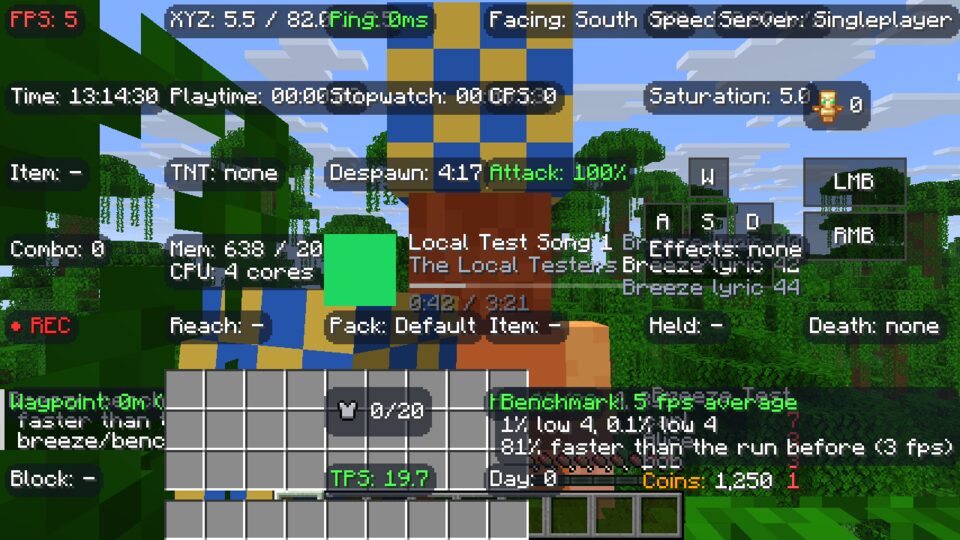 FPS: 5
XYZ: 5.5 / 82.
Ping: 0ms
Facing: South
Speed
Server: Singleplayer
Time: 13:14:30
Playtime: 00:00
Stopwatch: 00
CPS: 0
Saturation: 5.0
0
Item: -
TNT: none
Despawn: 4:17
Attack: 100%
W
LMB
A S D
RMB
Combo: 0
Mem: 638 / 20
CPU: 4 cores
Local Test Song 1
The Local Testers
0:42 / 3:21
Effects: none
Breeze lyric 42
Breeze lyric 44
REC
Reach: -
Pack: Default
Item: -
Held: -
Death: none
Waypoint: 0m
faster than
breeze/benc
0/20
Benchmark: 5 fps average
1% low 4, 0.1% low 4
81% faster than the run before (3 fps)
Block: -
TPS: 19.7
Day: 0
Coins: 1,250
1